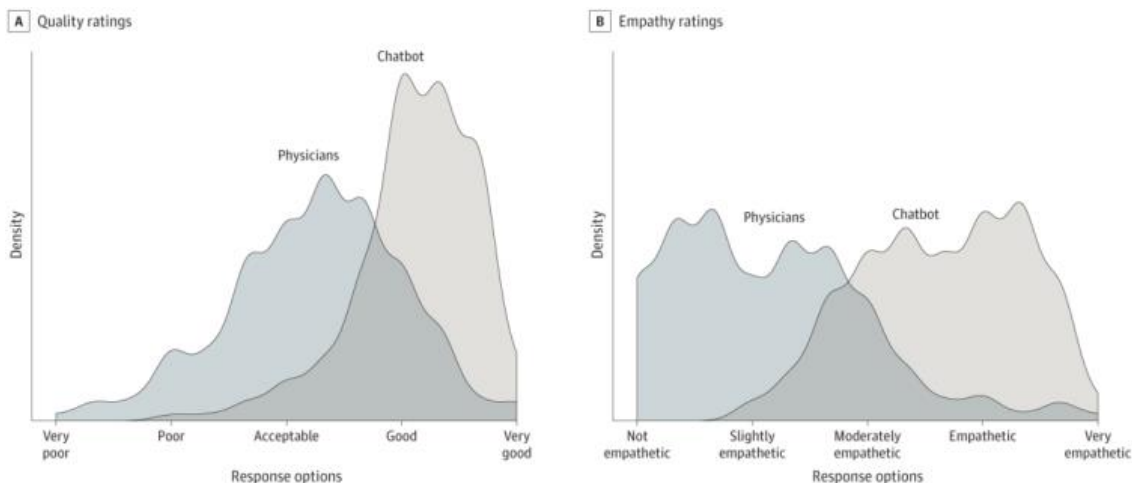 A Quality ratings
Chatbot
Physicians
Density
Very poor
Poor
Acceptable
Good
Very good
Response options
B Empathy ratings
Physicians
Chatbot
Density
Not empathetic
Slightly empathetic
Moderately empathetic
Empathetic
Very empathetic
Response options